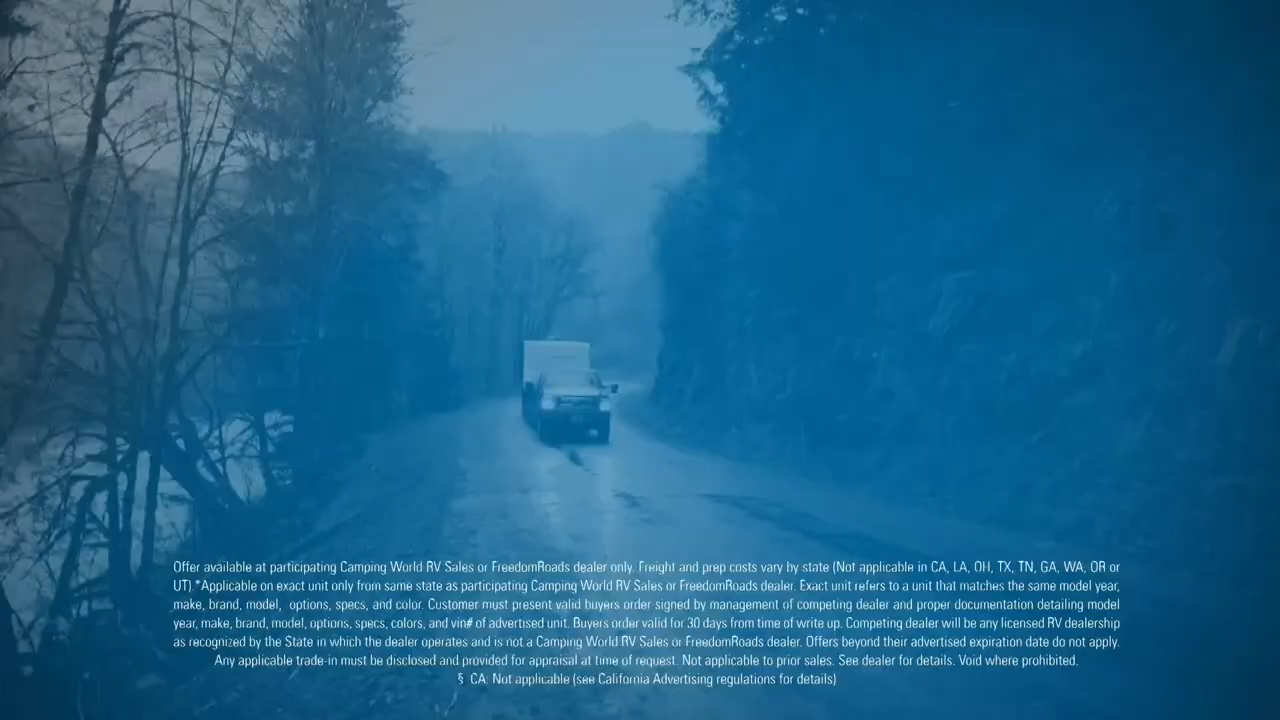 Offer available at participating Camping World RV Sales or FreedomRoads dealer only. Freight and prep costs vary by state (Not applicable in CA, LA, OH, TX, TN, GA, WA, OR or
UT).*Applicable on exact unit only from same state as participating Camping World RV Sales or FreedomRoads dealer. Exact unit refers to a unit that matches the same model year,
make, brand, model, options, specs, and color. Customer must present valid buyers order signed by management of competing dealer and proper documentation detailing model
year, make, brand, model, options, specs, colors, and vin# of advertised unit. Buyers order valid for 30 days from time of write up. Competing dealer will be any licensed RV dealership
as recognized by the State in which the dealer operates and is not a Camping World RV Sales or FreedomRoads dealer. Offers beyond their advertised expiration date do not apply.
Any applicable trade-in must be disclosed and provided for appraisal at time of request. Not applicable to prior sales. See dealer for details. Void where prohibited.
§ CA: Not applicable (see California Advertising regulations for details)